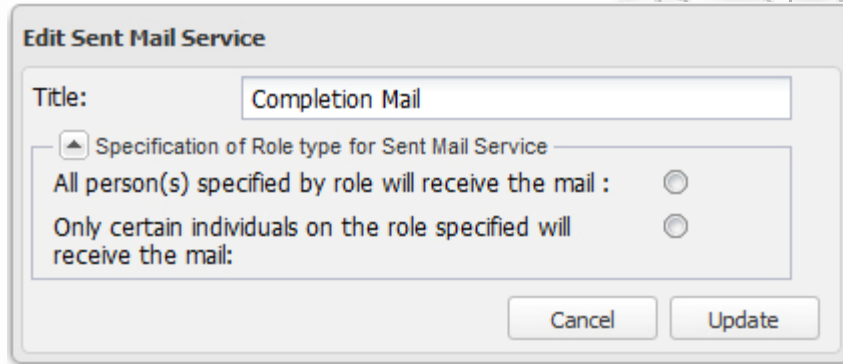 Edit Sent Mail Service
Title:
Completion Mail
Specification of Role type for Sent Mail Service
All person(s) specified by role will receive the mail :
Only certain individuals on the role specified will
receive the mail:
Cancel
Update